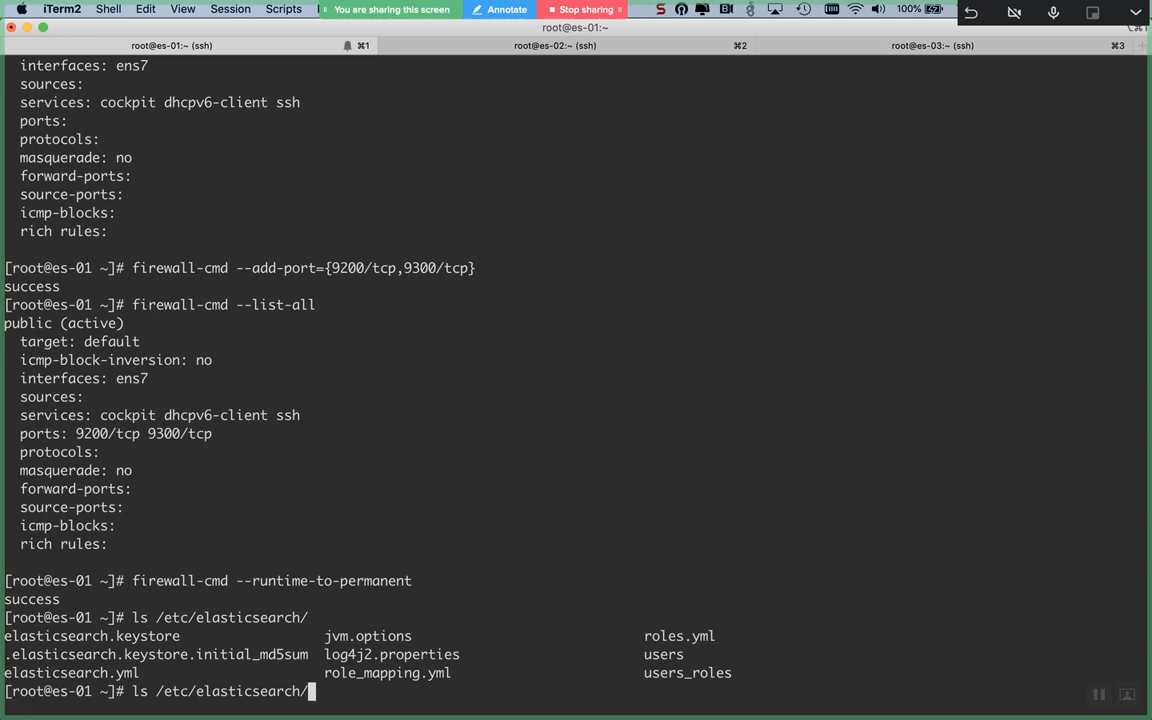 iTerm2 Shell Edit View Session Scripts You are sharing this screen Annotate Stop sharing 100%
root@es-01:~
root@es-01:~ (ssh) ⌘1 root@es-02:~ (ssh) ⌘2 root@es-03:~ (ssh) ⌘3
interfaces: ens7
sources:
services: cockpit dhcpv6-client ssh
ports:
protocols:
masquerade: no
forward-ports:
source-ports:
icmp-blocks:
rich rules:
[root@es-01 ~]# firewall-cmd --add-port={9200/tcp,9300/tcp}
success
[root@es-01 ~]# firewall-cmd --list-all
public (active)
target: default
icmp-block-inversion: no
interfaces: ens7
sources:
services: cockpit dhcpv6-client ssh
ports: 9200/tcp 9300/tcp
protocols:
masquerade: no
forward-ports:
source-ports:
icmp-blocks:
rich rules:
[root@es-01 ~]# firewall-cmd --runtime-to-permanent
success
[root@es-01 ~]# ls /etc/elasticsearch/
elasticsearch.keystore jvm.options roles.yml
.elasticsearch.keystore.initial_md5sum log4j2.properties users
elasticsearch.yml role_mapping.yml users_roles
[root@es-01 ~]# ls /etc/elasticsearch/